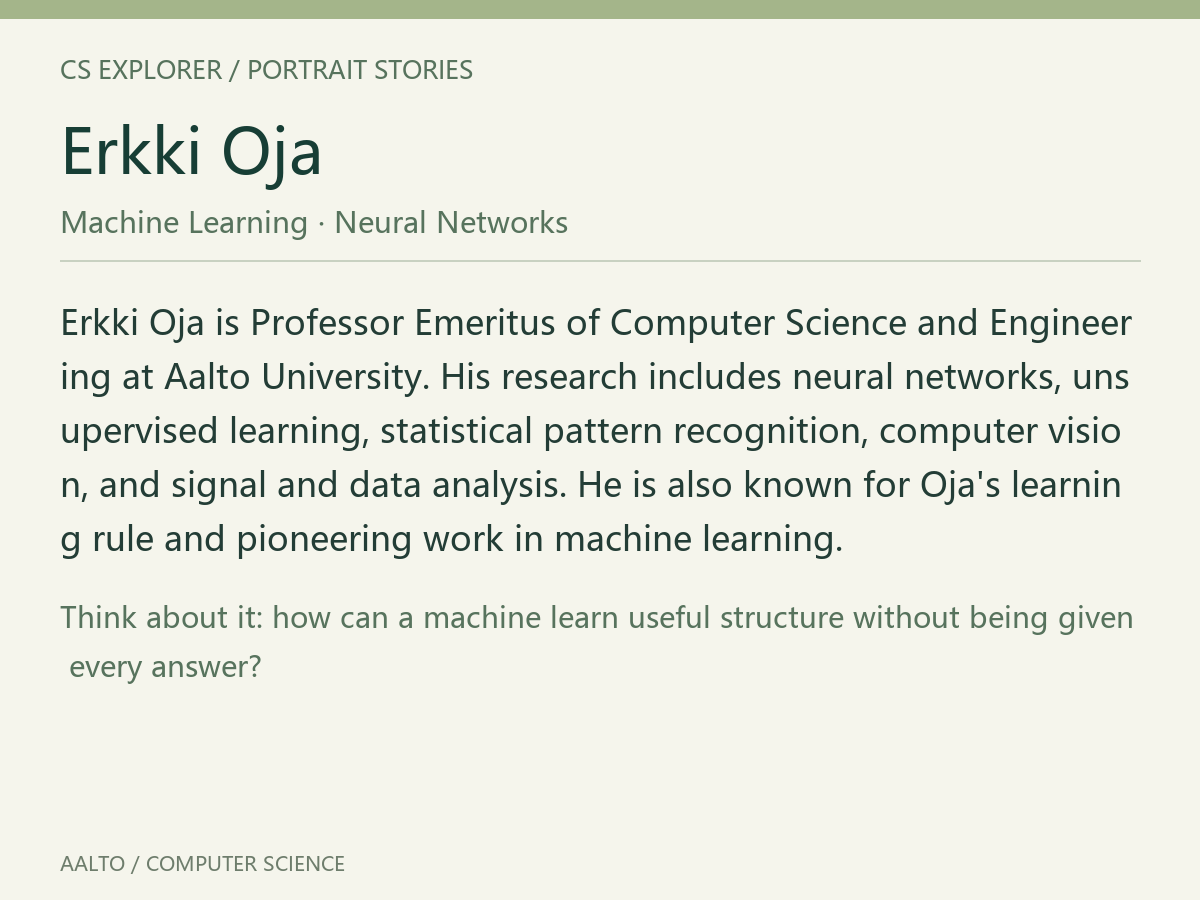 CS EXPLORER / PORTRAIT STORIES
Erkki Oja
Machine Learning · Neural Networks
Erkki Oja is Professor Emeritus of Computer Science and Engineer
ing at Aalto University. His research includes neural networks, uns
upervised learning, statistical pattern recognition, computer visio
n, and signal and data analysis. He is also known for Oja's learnin
g rule and pioneering work in machine learning.
Think about it: how can a machine learn useful structure without being given
every answer?
AALTO / COMPUTER SCIENCE